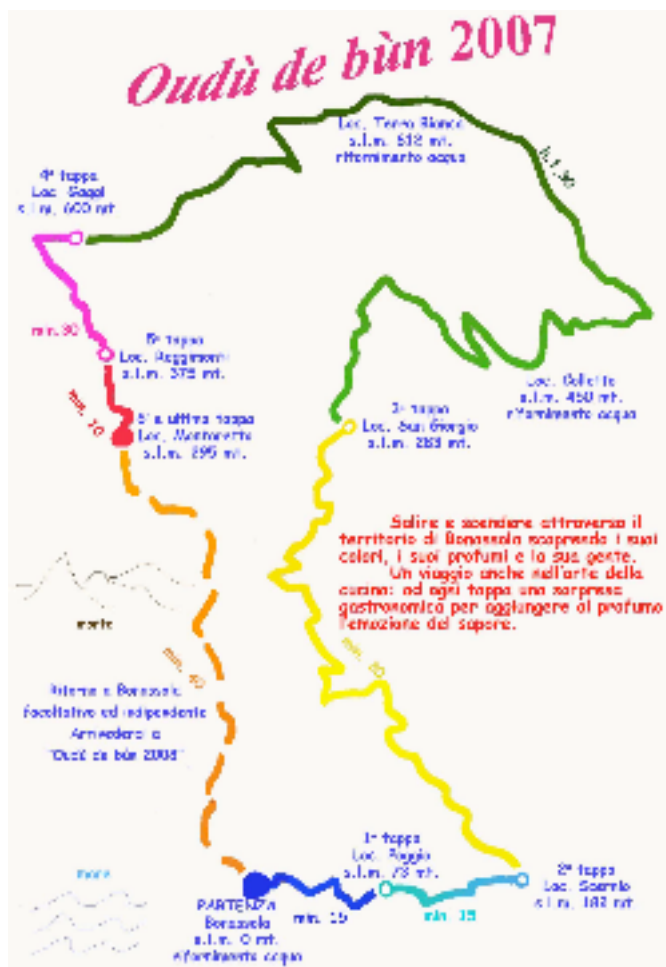 Oudù de bùn 2007
Loc. Terra Bianca
s.l.m. 612 mt.
rifornimento acqua
h.1,30
4ª tappa
Loc.
s.l.m. 600 mt.
min. 30
5ª tappa
Loc. Reggimonti
s.l.m. 375 mt.
Loc. Colletto
s.l.m. 450 mt.
rifornimento acqua
min. 10
e ultima tappa
Loc. Montaretto
s.l.m. 295 mt.
3ª tappa
Loc. San Giorgio
s.l.m. 283 mt.
Salire e scendere attraverso il
territorio di Bonassola scoprendo i suoi
colori, i suoi profumi e la sua gente.
Un viaggio anche nell'arte della
cucina: ad ogni tappa una sorpresa
gastronomica per aggiungere al profumo
l'emozione del sapore.
monte
min.
min.
Ritorno a Bonassola
facoltativo ed indipendente
Arrivederci a
"Oudù de bùn 2008"
1ª tappa
Loc. Poggio
s.l.m. 73 mt.
2ª tappa
Loc.
s.l.m. 182 mt.
mare
PARTENZA
Bonassola
s.l.m. 0 mt.
rifornimento acqua
min. 15
min. 15